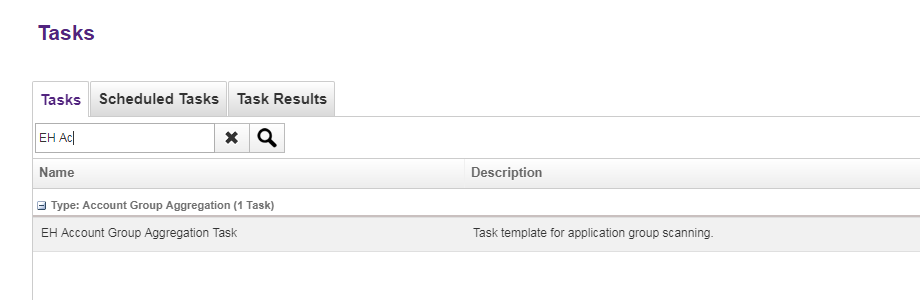 Tasks
Tasks Scheduled Tasks Task Results
EH Ac
Name Description
Type: Account Group Aggregation (1 Task)
EH Account Group Aggregation Task Task template for application group scanning.